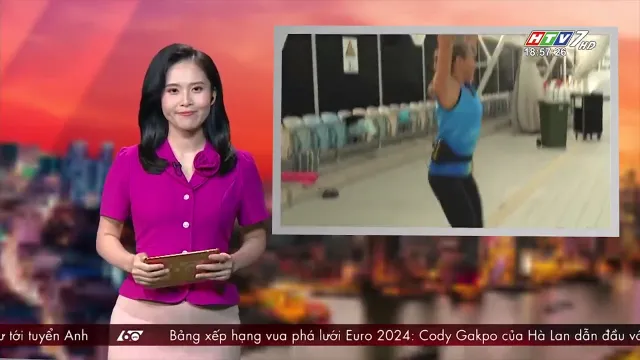 HTV7 HD
18:57:26
ư tới tuyển Anh 60 Bảng xếp hạng vua phá lưới Euro 2024: Cody Gakpo của Hà Lan dẫn đầu v